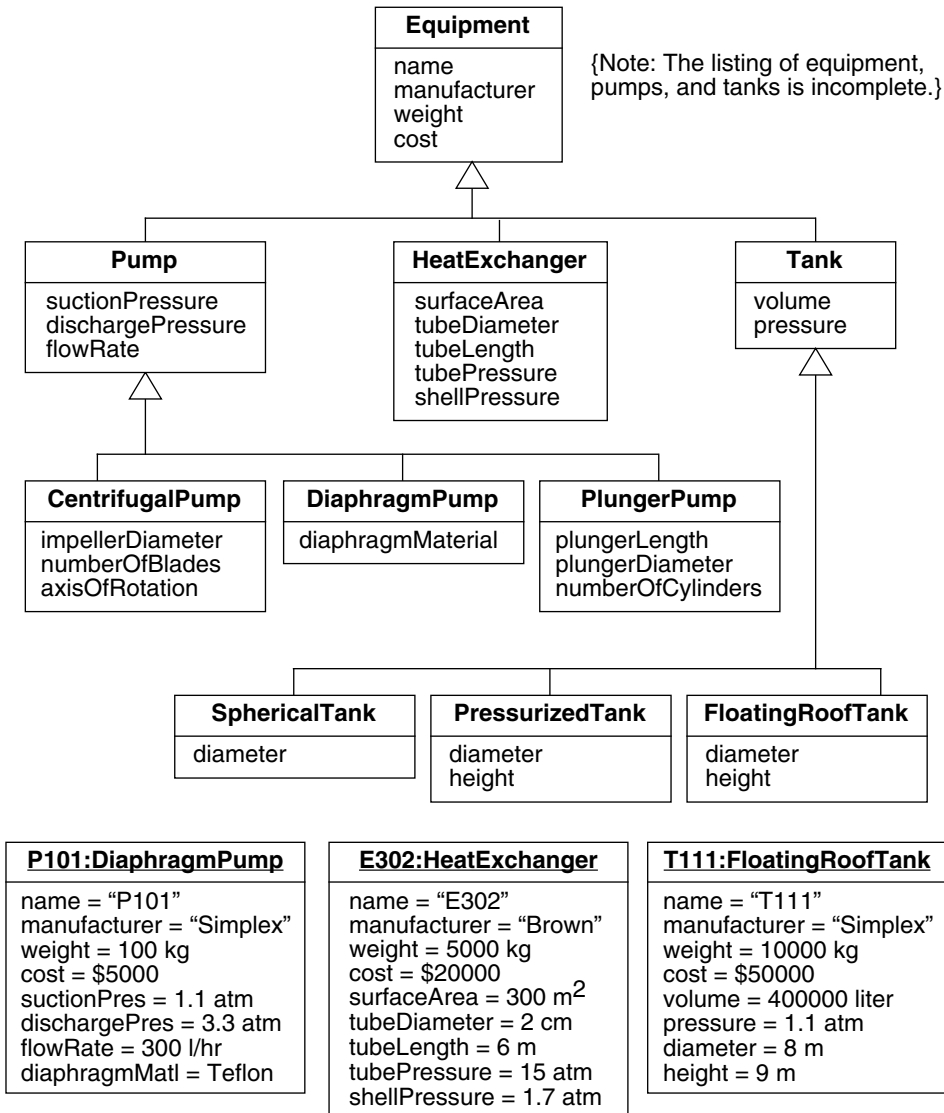 Equipment
name
manufacturer
weight
cost
{Note: The listing of equipment,
pumps, and tanks is incomplete.}
Pump
suctionPressure
dischargePressure
flowRate
HeatExchanger
surfaceArea
tubeDiameter
tubeLength
tubePressure
shellPressure
Tank
volume
pressure
CentrifugalPump
impellerDiameter
numberOfBlades
axisOfRotation
DiaphragmPump
diaphragmMaterial
PlungerPump
plungerLength
plungerDiameter
numberOfCylinders
SphericalTank
diameter
PressurizedTank
diameter
height
FloatingRoofTank
diameter
height
P101:DiaphragmPump
name = “P101”
manufacturer = “Simplex”
weight = 100 kg
cost = $5000
suctionPres = 1.1 atm
dischargePres = 3.3 atm
flowRate = 300 l/hr
diaphragmMatl = Teflon
E302:HeatExchanger
name = “E302”
manufacturer = “Brown”
weight = 5000 kg
cost = $20000
surfaceArea = 300 m2
tubeDiameter = 2 cm
tubeLength = 6 m
tubePressure = 15 atm
shellPressure = 1.7 atm
T111:FloatingRoofTank
name = “T111”
manufacturer = “Simplex”
weight = 10000 kg
cost = $50000
volume = 400000 liter
pressure = 1.1 atm
diameter = 8 m
height = 9 m